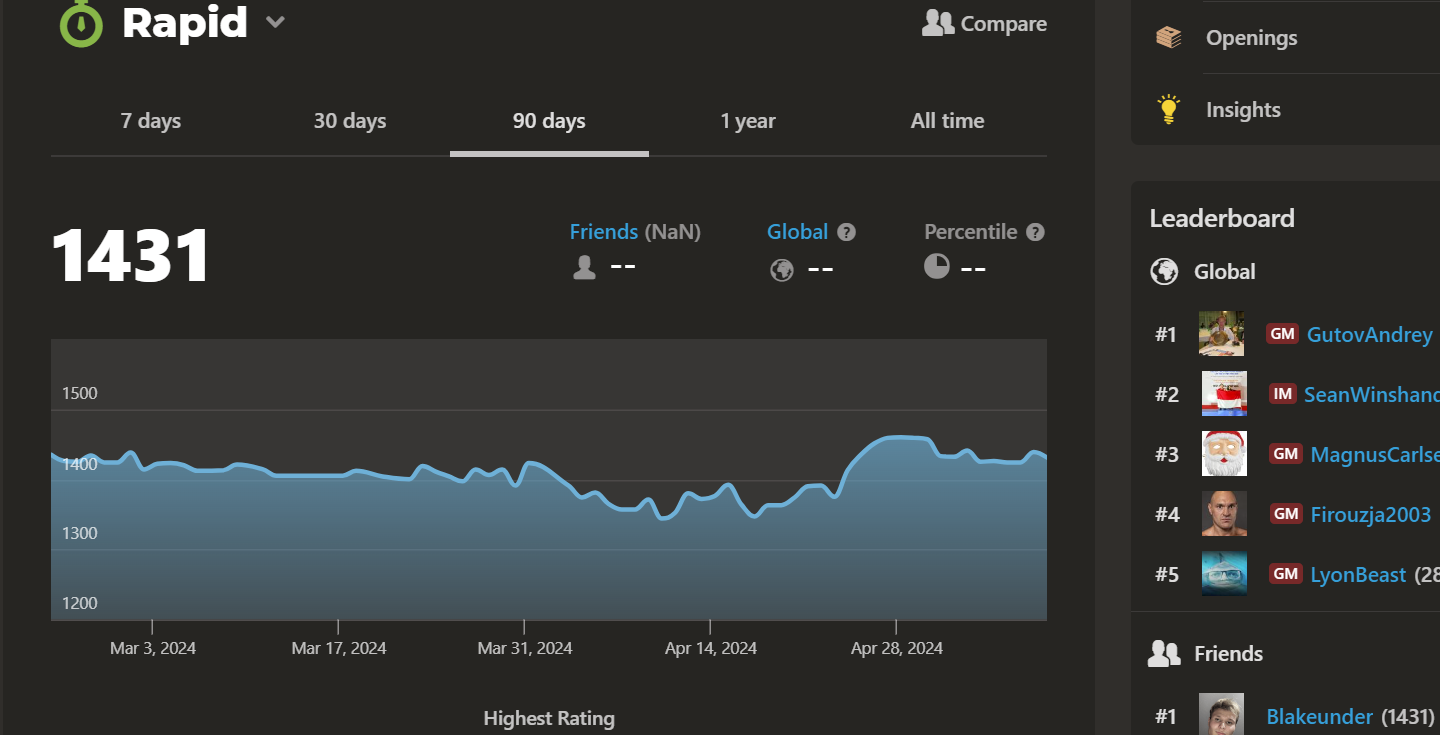 Rapid
Compare
7 days 30 days 90 days 1 year All time
1431
Friends (NaN) Global ? Percentile ?
-- -- --
1500
1400
1300
1200
Mar 3, 2024 Mar 17, 2024 Mar 31, 2024 Apr 14, 2024 Apr 28, 2024
Highest Rating
Openings
Insights
Leaderboard
Global
#1 GM GutovAndrey
#2 IM SeanWinshand
#3 GM MagnusCarlse
#4 GM Firouzja2003
#5 GM LyonBeast (28
Friends
#1 Blakeunder (1431)